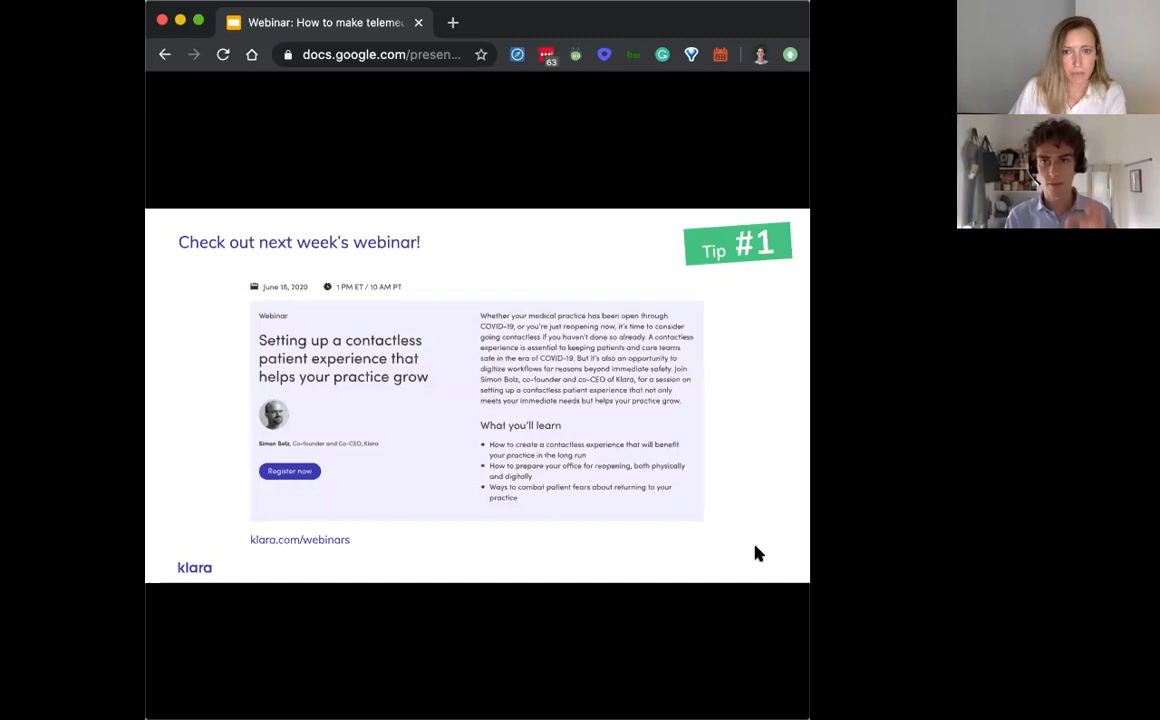 Webinar: How to make teleme
docs.google.com/presen...
63
Check out next week's webinar!
Tip #1
June 18, 2020
1 PM ET / 10 AM PT
Webinar
Setting up a contactless
patient experience that
helps your practice grow
Simon Bolz, Co-founder and Co-CEO, Klara
Register now
Whether your medical practice has been open through
COVID-19, or you're just reopening now, it's time to consider
going contactless if you haven't done so already. A contactless
experience is essential to keeping patients and care teams
safe in the era of COVID-19. But it's also an opportunity to
digitize workflows for reasons beyond immediate safety. Join
Simon Bolz, co-founder and co-CEO of Klara, for a session on
setting up a contactless patient experience that not only
meets your immediate needs but helps your practice grow.
What you'll learn
How to create a contactless experience that will benefit
your practice in the long run
How to prepare your office for reopening, both physically
and digitally
Ways to combat patient fears about returning to your
practice
klara.com/webinars
klara